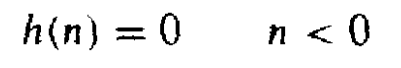 h(n) = 0 n < 0